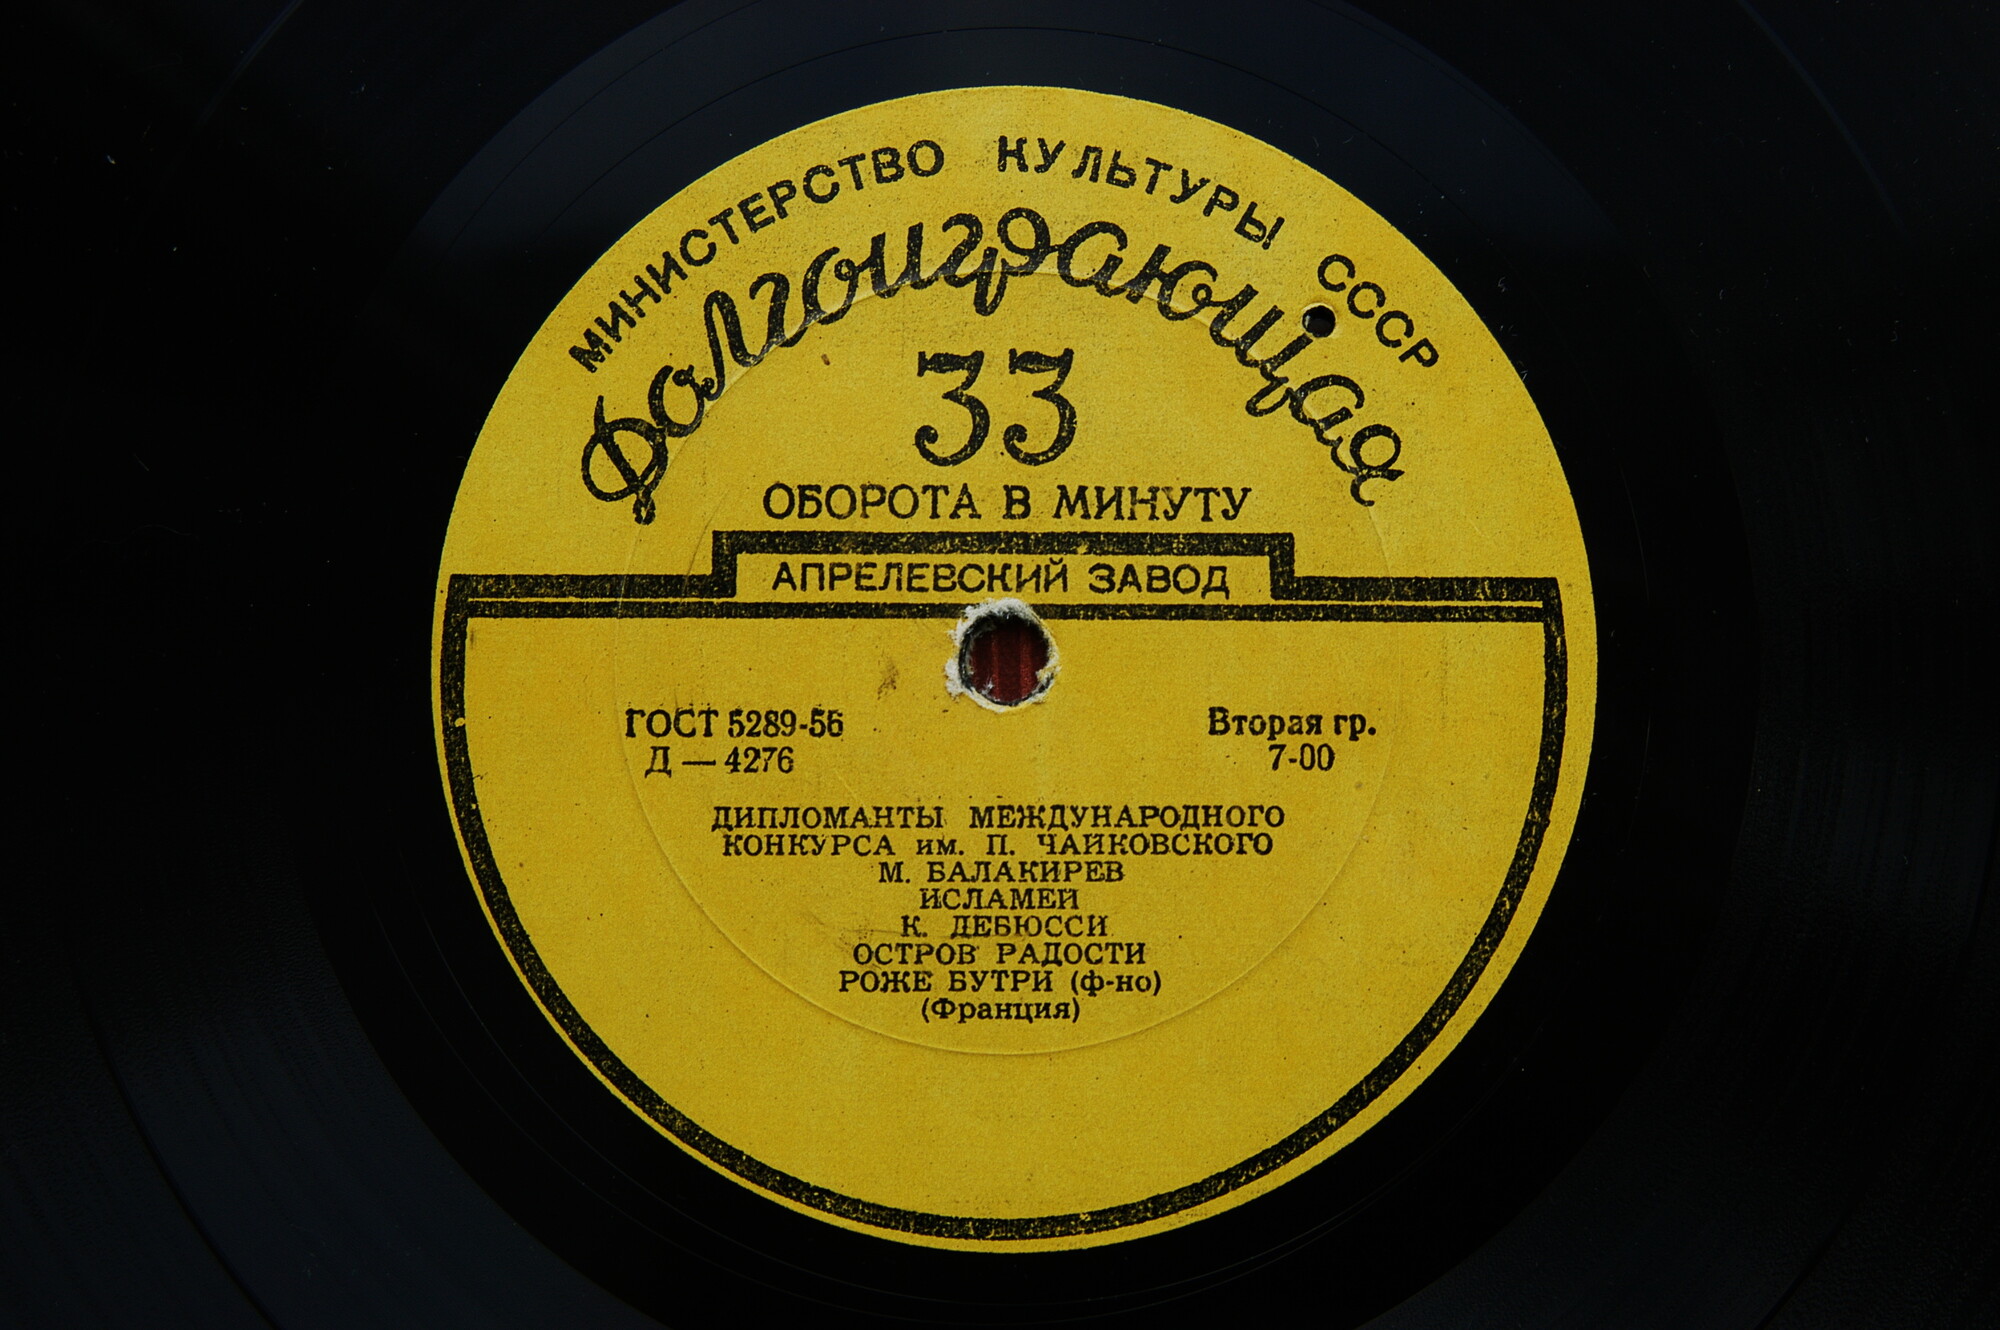 МИНИСТЕРСТВО КУЛЬТУРЫ СССР
Долгоиграющая
33
ОБОРОТА В МИНУТУ
АПРЕЛЕВСКИЙ ЗАВОД
ГОСТ 5289-56
Д — 4276
Вторая гр.
7-00
ДИПЛОМАНТЫ МЕЖДУНАРОДНОГО
КОНКУРСА им. П. ЧАЙКОВСКОГО
М. БАЛАКИРЕВ
ИСЛАМЕЙ
К. ДЕБЮССИ
ОСТРОВ РАДОСТИ
РОЖЕ БУТРИ (ф-но)
(Франция)